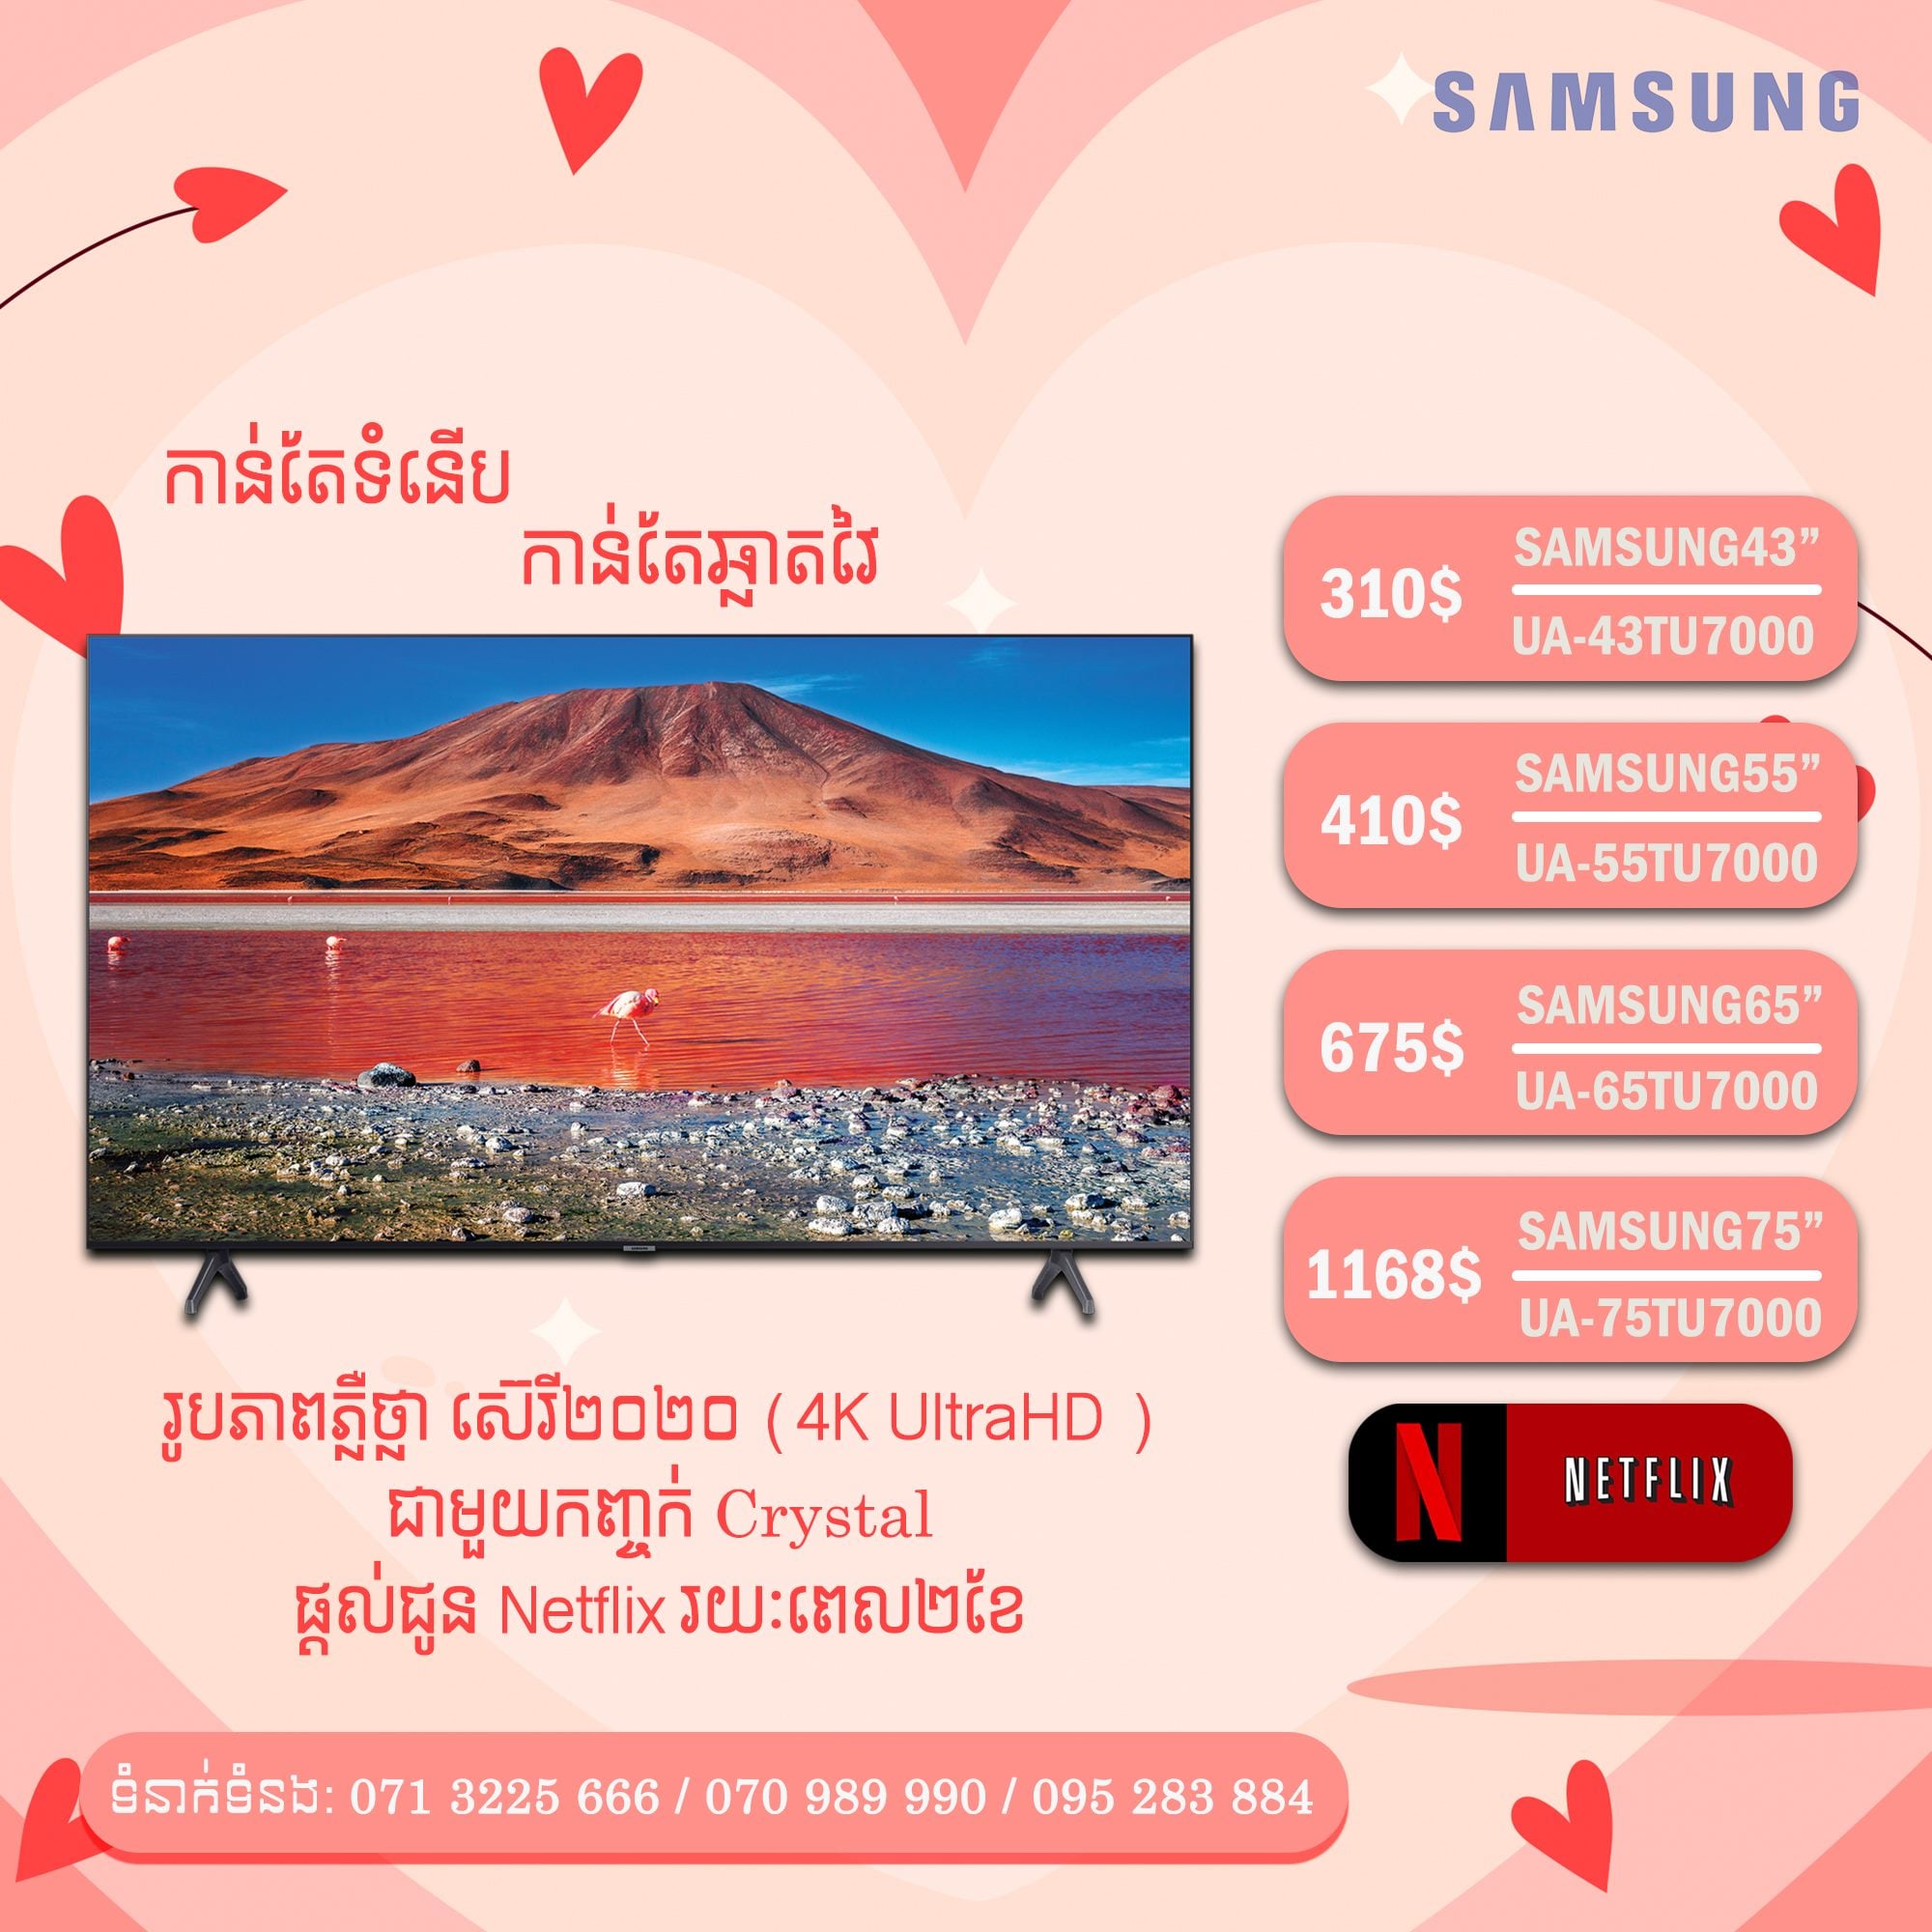 SAMSUNG
កាន់តែទំនើប
កាន់តែឆ្នាតវៃ
310$
SAMSUNG43”
UA-43TU7000
410$
SAMSUNG55”
UA-55TU7000
675$
SAMSUNG65”
UA-65TU7000
1168$
SAMSUNG75”
UA-75TU7000
N NETFLIX
រូបភាពភ្លឺថ្លា ស៊េរី២០២០ ( 4K UltraHD )
ជាមួយកញ្ចក់ Crystal
ផ្តល់ជូន Netflix រយៈពេល២ខែ
ទំនាក់ទំនង: 071 3225 666 / 070 989 990 / 095 283 884